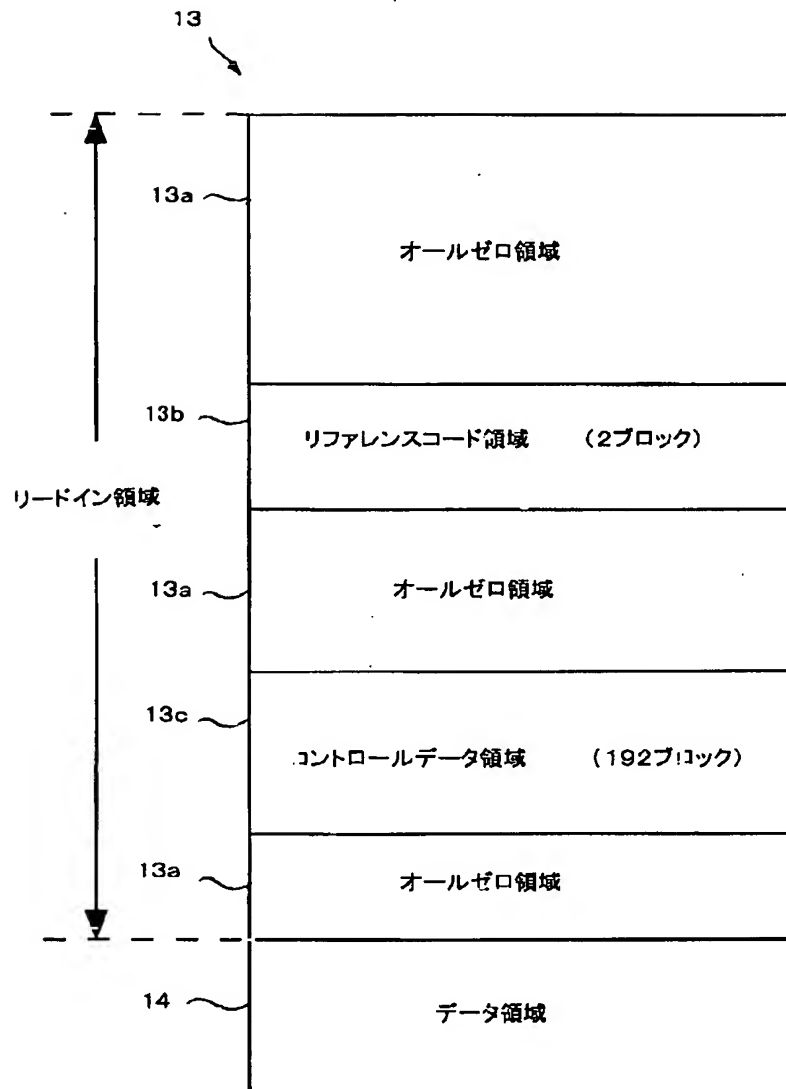 13
13a
オールゼロ領域
13b
リファレンスコード領域 (2ブロック)
リードイン領域
13a
オールゼロ領域
13c
コントロールデータ領域 (192ブロック)
13a
オールゼロ領域
14
データ領域